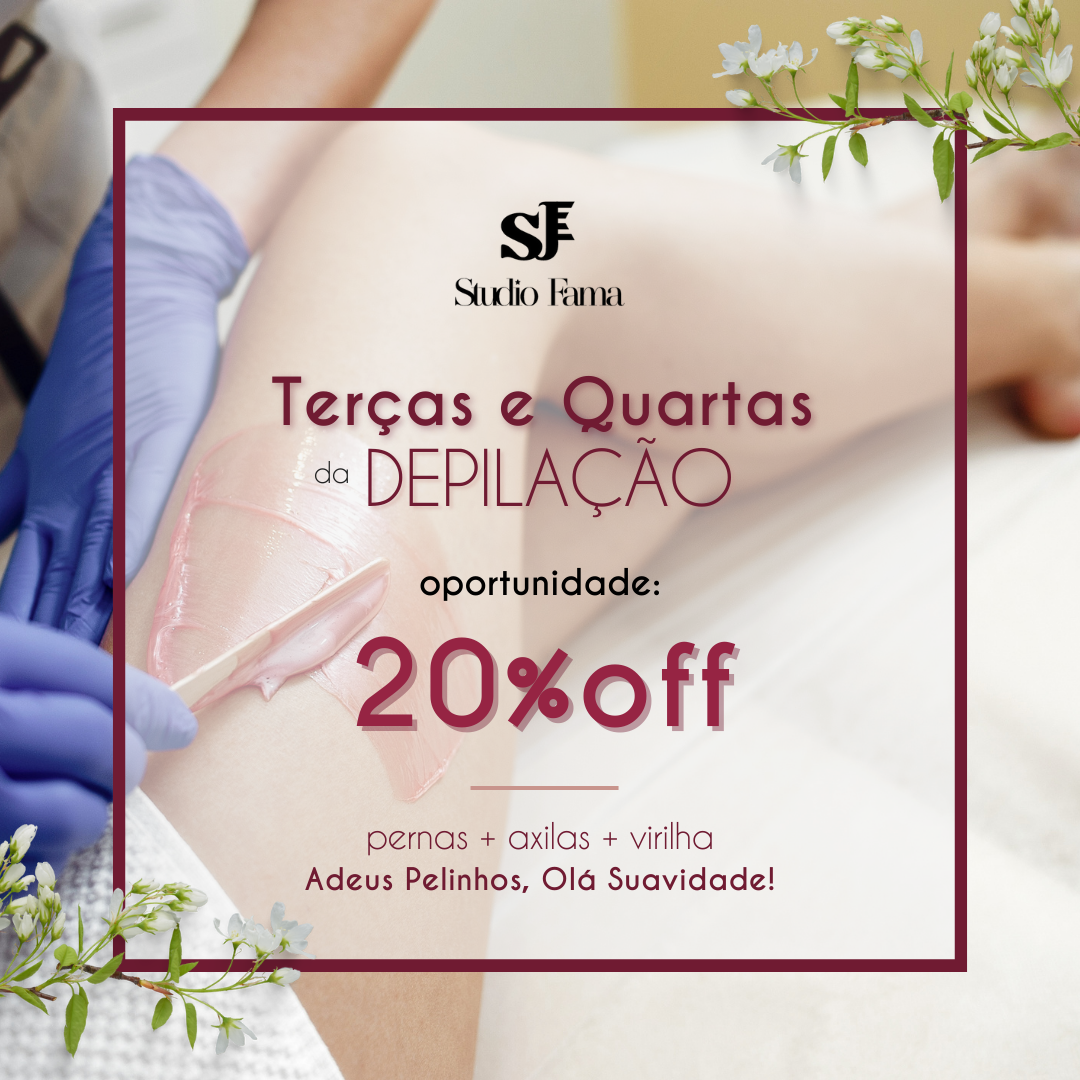 SF
Studio Fama
Terças e Quartas
da DEPILAÇÃO
oportunidade:
20%off
pernas + axilas + virilha
Adeus Pelinhos, Olá Suavidade!